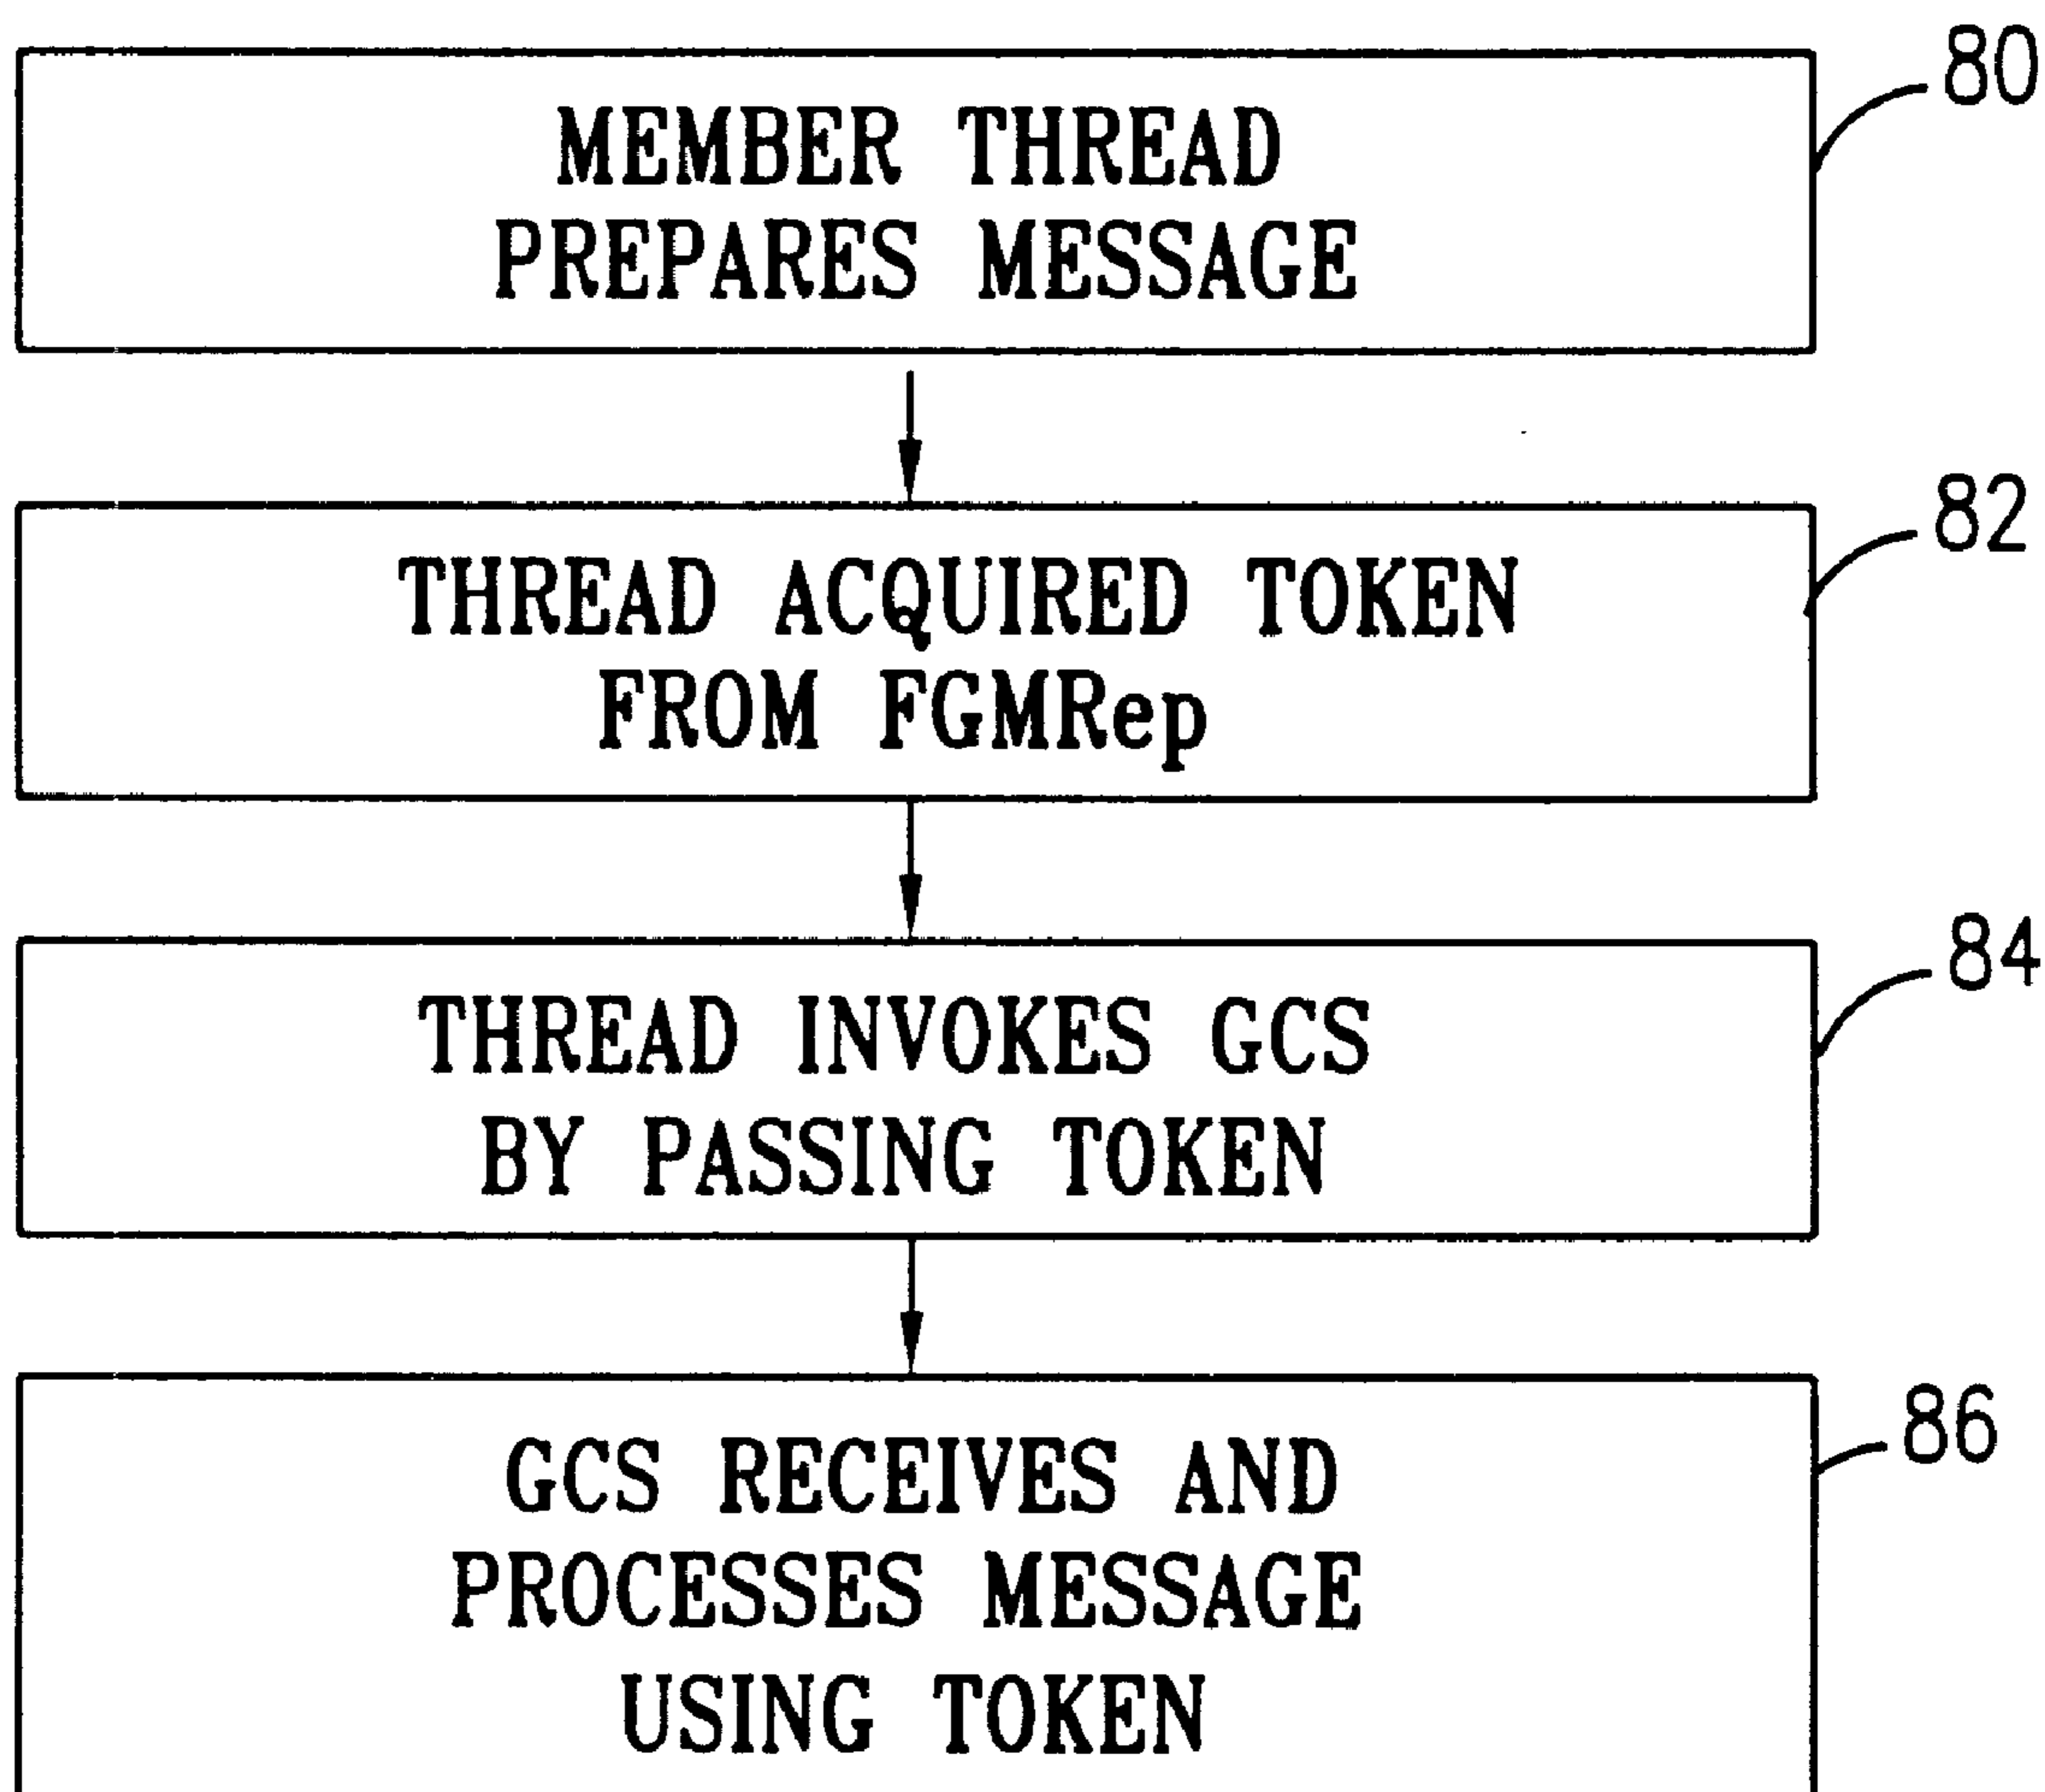 80
MEMBER THREAD
PREPARES MESSAGE
82
THREAD ACQUIRED TOKEN
FROM FGMRep
84
THREAD INVOKES GCS
BY PASSING TOKEN
86
GCS RECEIVES AND
PROCESSES MESSAGE
USING TOKEN